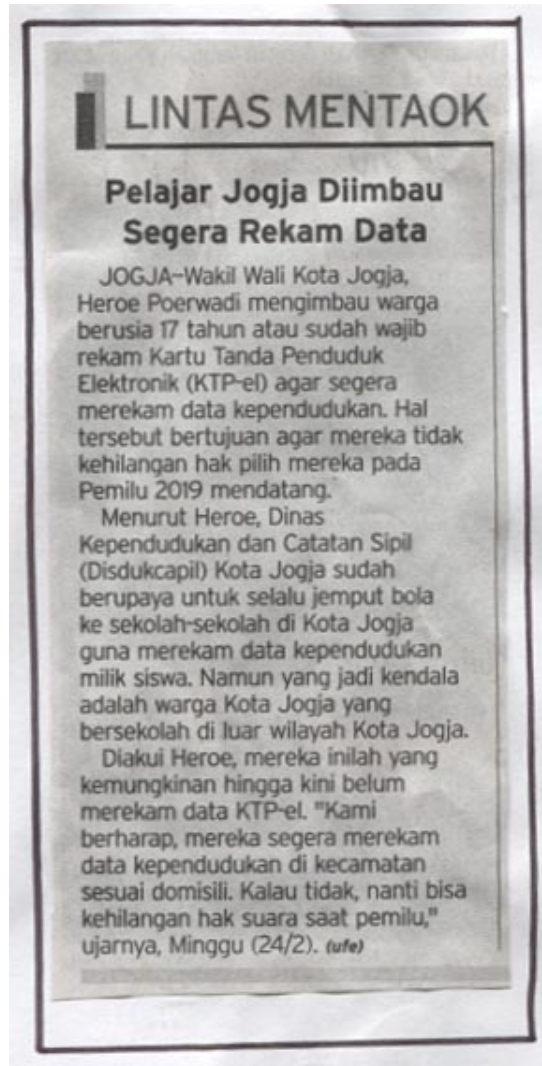 LINTAS MENTAOK
Pelajar Jogja Diimbau
Segera Rekam Data
JOGJA–Wakil Wali Kota Jogja,
Heroe Poerwadi mengimbau warga
berusia 17 tahun atau sudah wajib
rekam Kartu Tanda Penduduk
Elektronik (KTP-el) agar segera
merekam data kependudukan. Hal
tersebut bertujuan agar mereka tidak
kehilangan hak pilih mereka pada
Pemilu 2019 mendatang.
Menurut Heroe, Dinas
Kependudukan dan Catatan Sipil
(Disdukcapil) Kota Jogja sudah
berupaya untuk selalu jemput bola
ke sekolah-sekolah di Kota Jogja
guna merekam data kependudukan
milik siswa. Namun yang jadi kendala
adalah warga Kota Jogja yang
bersekolah di luar wilayah Kota Jogja.
Diakui Heroe, mereka inilah yang
kemungkinan hingga kini belum
merekam data KTP-el. "Kami
berharap, mereka segera merekam
data kependudukan di kecamatan
sesuai domisili. Kalau tidak, nanti bisa
kehilangan hak suara saat pemilu,"
ujarnya, Minggu (24/2). (ufe)